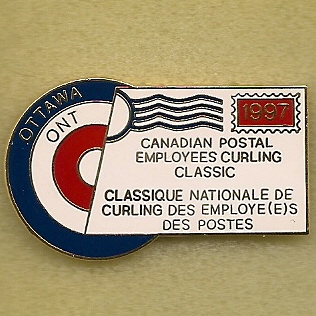 OTTAWA
ONT
1997
CANADIAN POSTAL
EMPLOYEES CURLING
CLASSIC
CLASSIQUE NATIONALE DE
CURLING DES EMPLOYE(E)S
DES POSTES